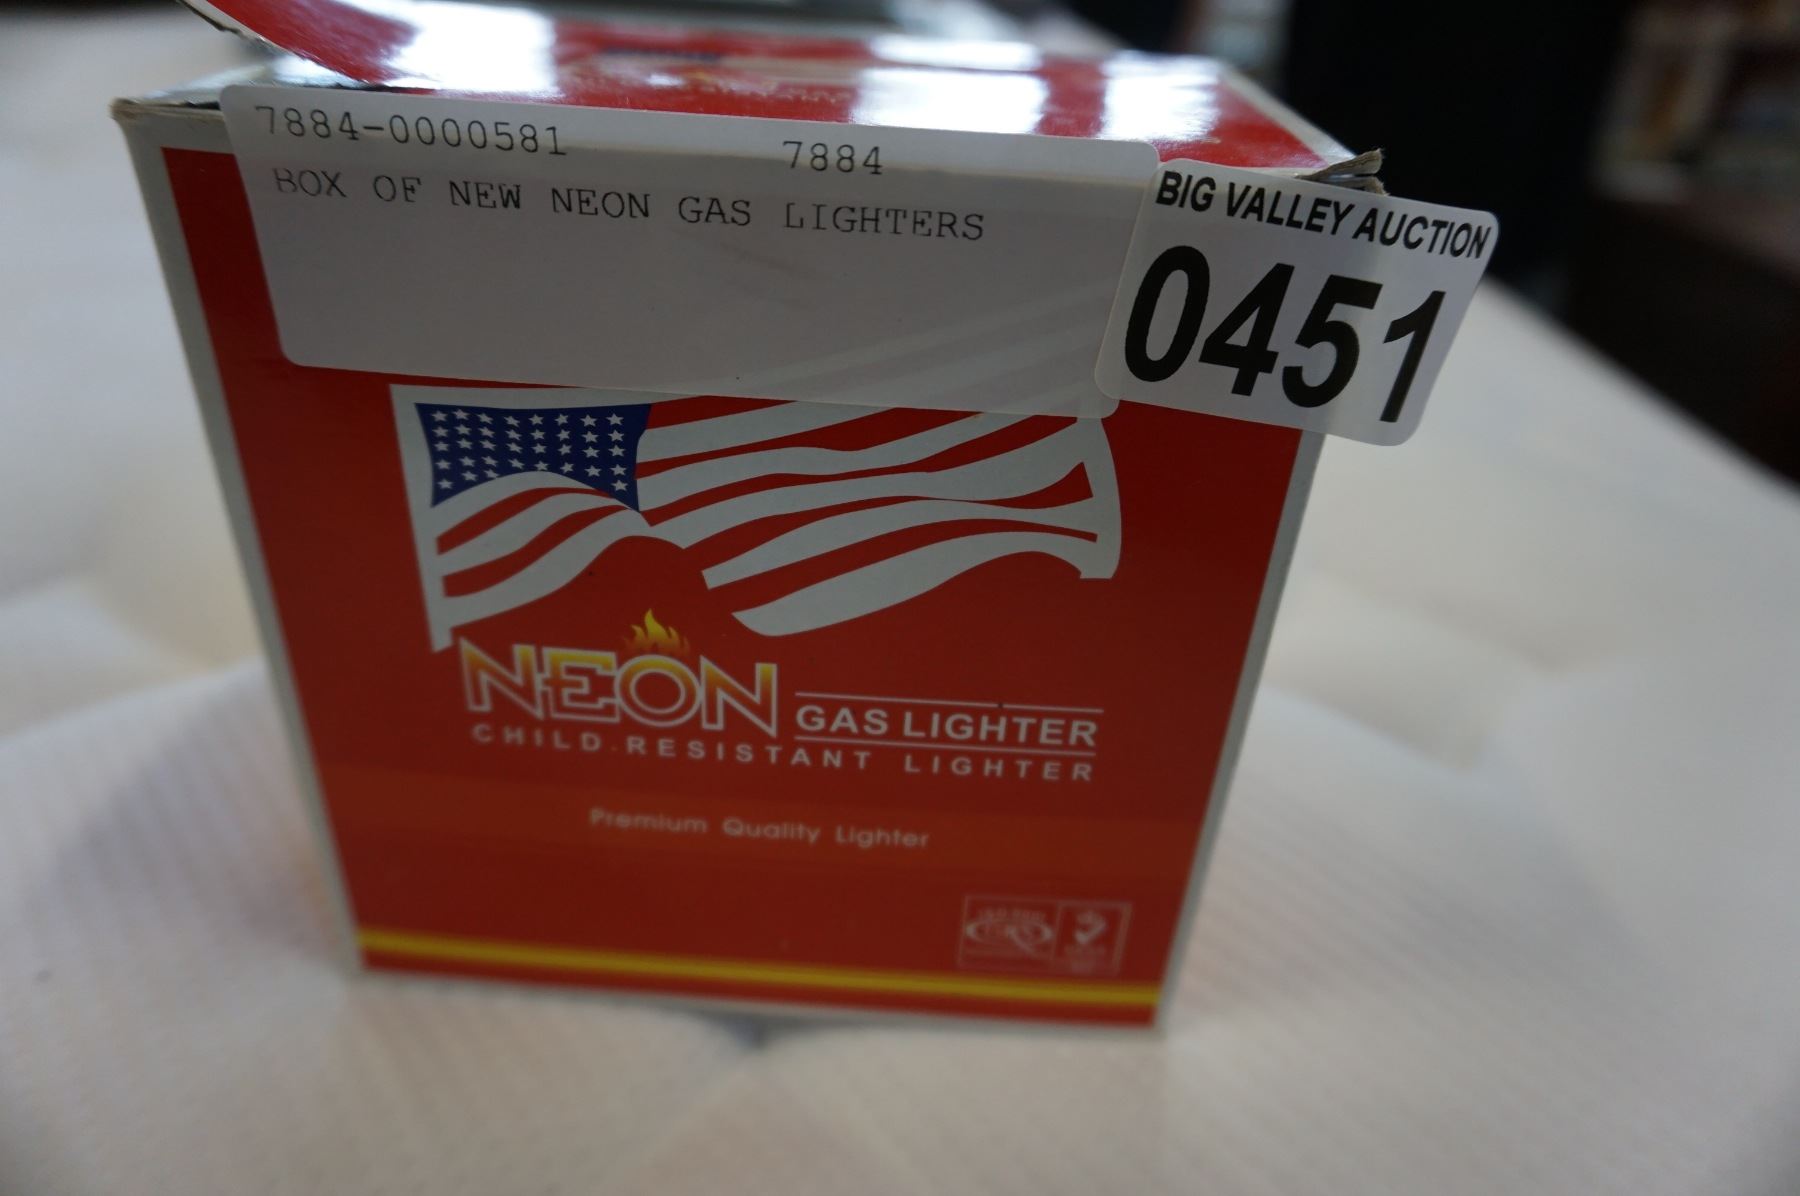 7884-0000581 7884
BOX OF NEW NEON GAS LIGHTERS
BIG VALLEY AUCTION
0451
NEON GAS LIGHTER
CHILD-RESISTANT LIGHTER
Premium Quality Lighter